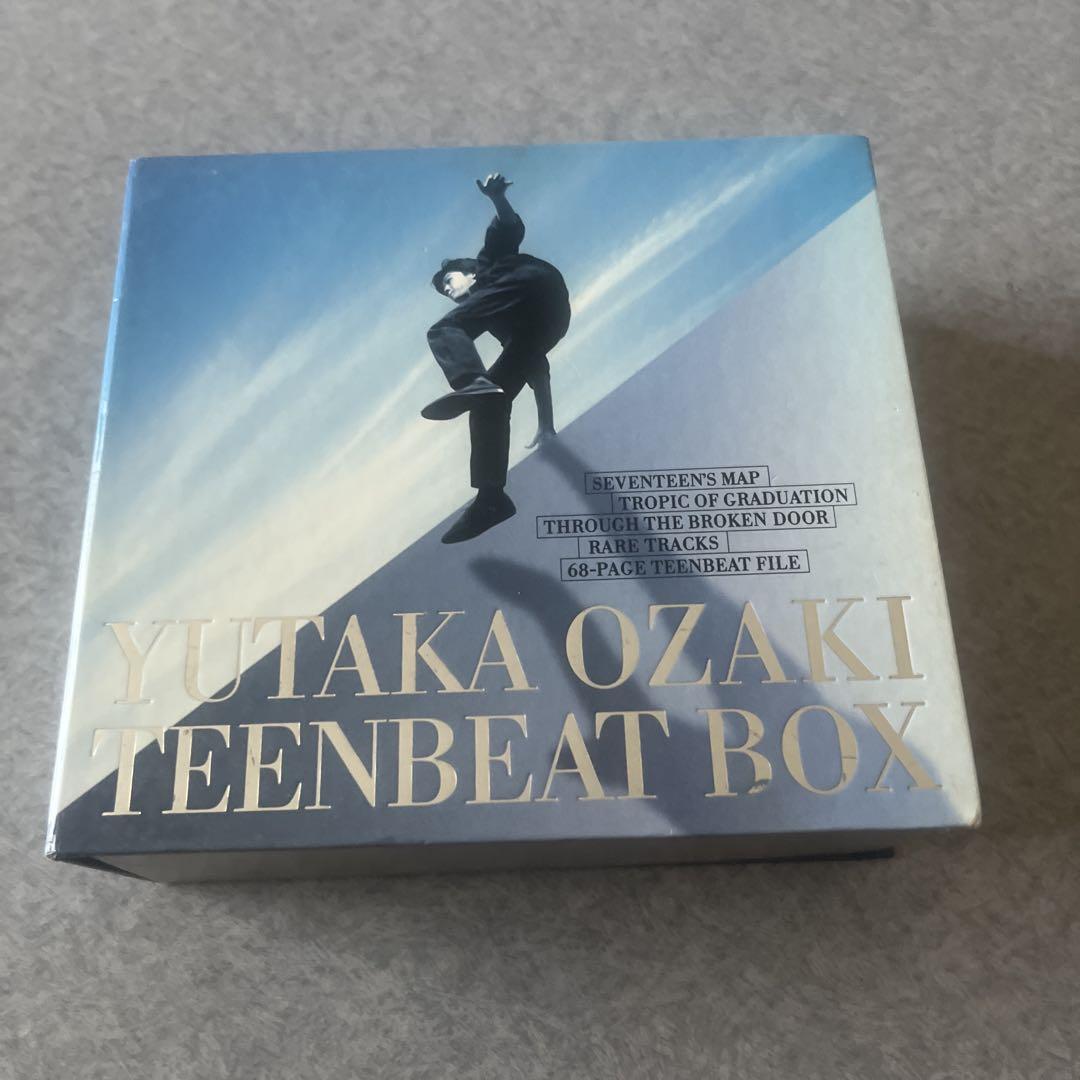 SEVENTEEN'S MAP
TROPIC OF GRADUATION
THROUGH THE BROKEN DOOR
RARE TRACKS
68-PAGE TEENBEAT FILE
YUTAKA OZAKI
TEENBEAT BOX